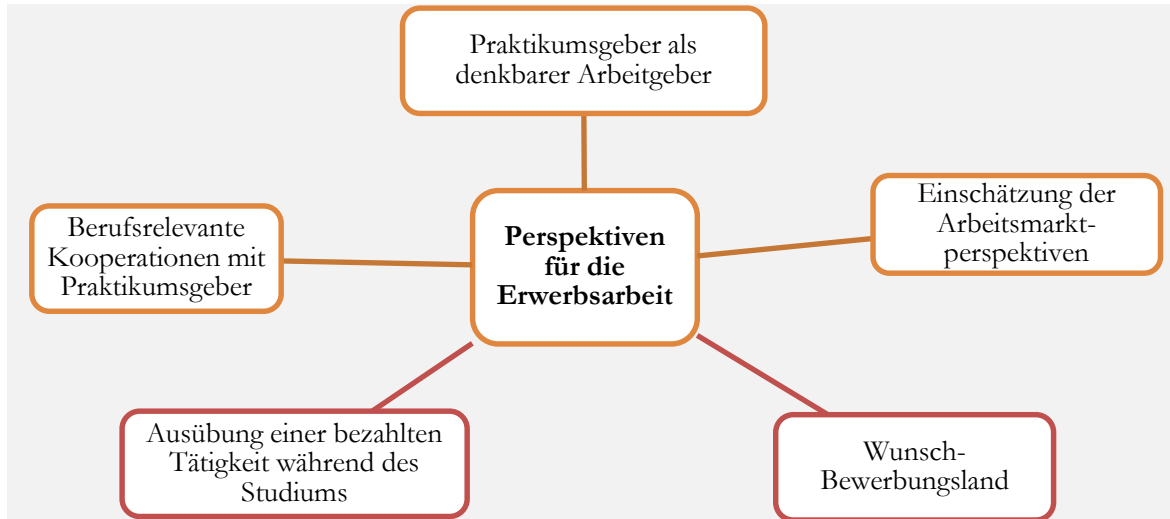 Praktikumsgeber als
denkbarer Arbeitgeber
Einschätzung der
Arbeitsmarkt-
perspektiven
Berufsrelevante
Kooperationen mit
Praktikumsgeber
Perspektiven
für die
Erwerbsarbeit
Ausübung einer bezahlten
Tätigkeit während des
Studiums
Wunsch-
Bewerbungsland